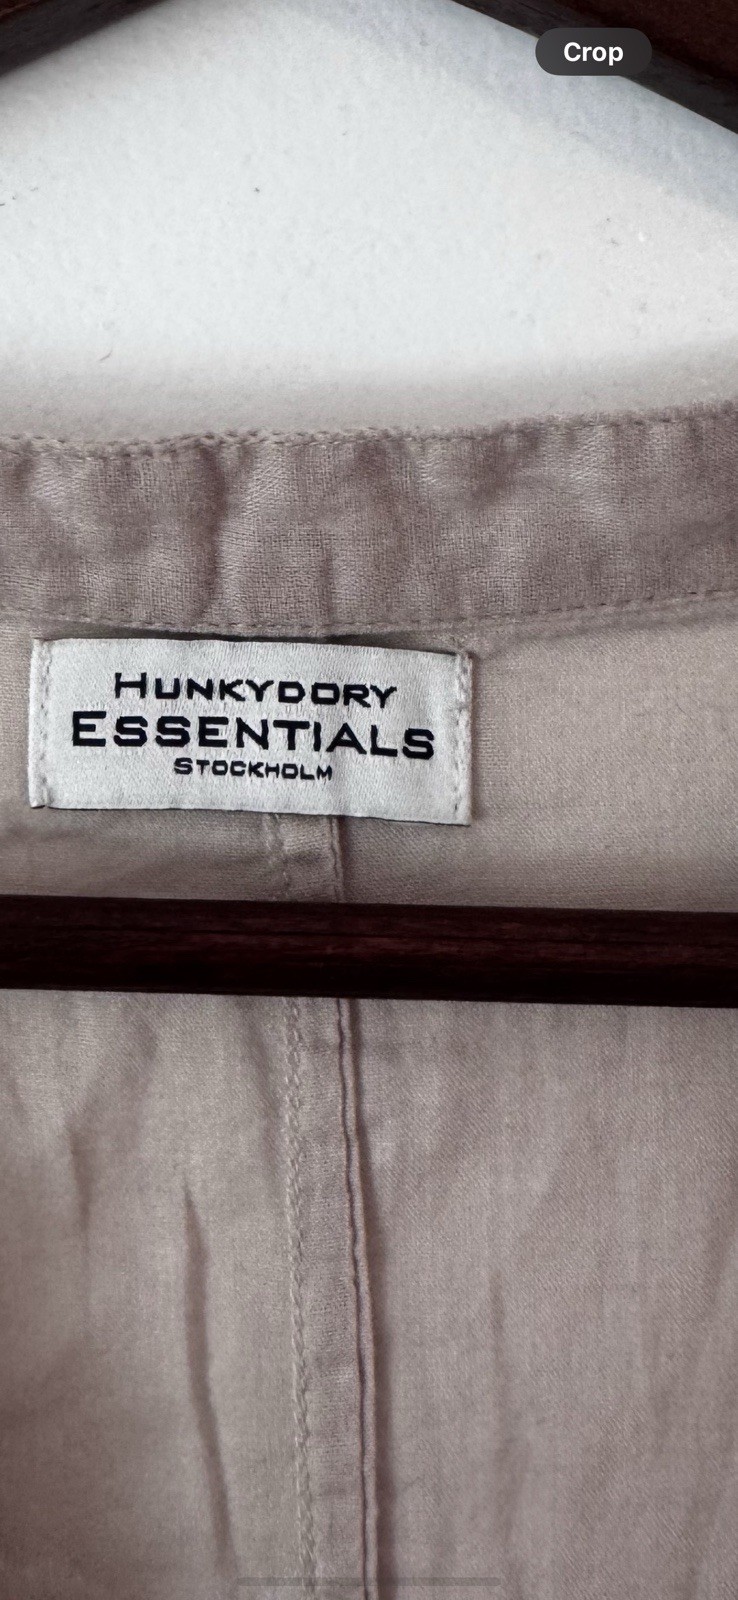 Crop
HUNKYDORY
ESSENTIALS
STOCKHOLM